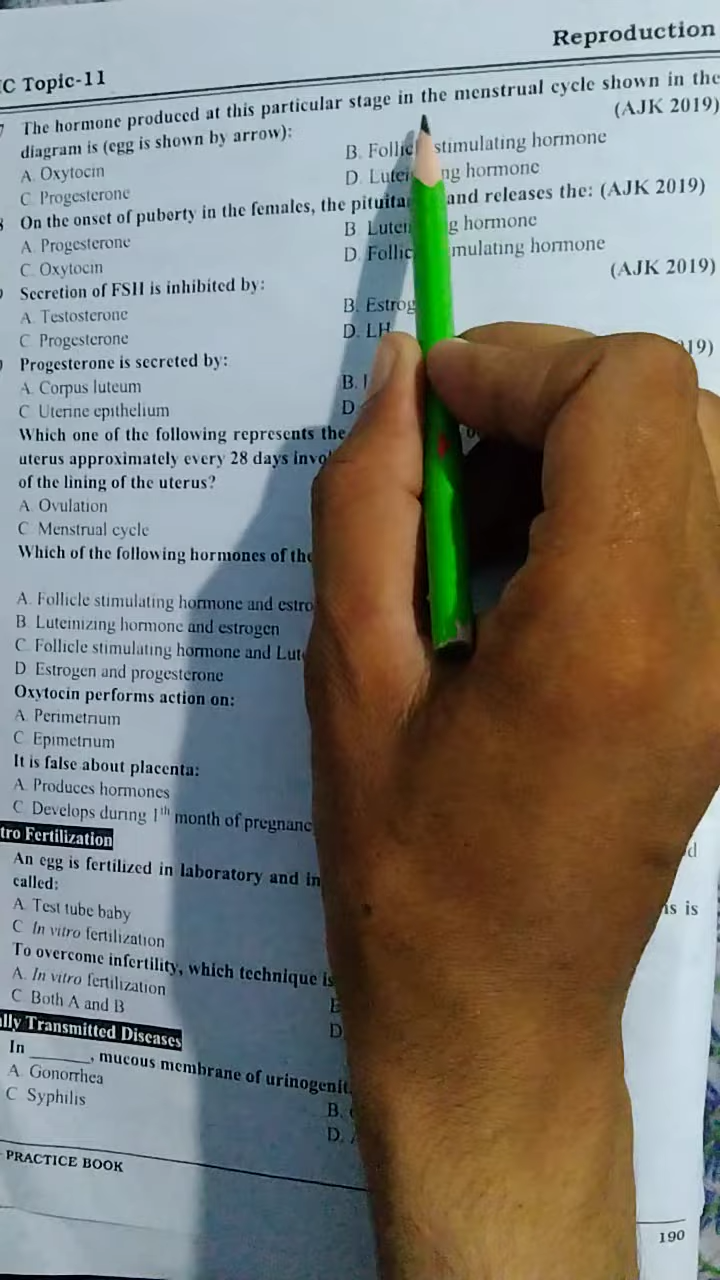 Reproduction
C Topic-11
The hormone produced at this particular stage in the menstrual cycle shown in the
diagram is (egg is shown by arrow): (AJK 2019)
A. Oxytocin B. Follic stimulating hormone
C. Progesterone D. Lutei ng hormone
On the onset of puberty in the females, the pituita and releases the: (AJK 2019)
A. Progesterone B. Luten g hormone
C. Oxytocin D. Follic mulating hormone
Secretion of FSH is inhibited by: (AJK 2019)
A. Testosterone B. Estrog
C. Progesterone D. LH
Progesterone is secreted by: 19)
A. Corpus luteum B.
C. Uterine epithelium D
Which one of the following represents the
uterus approximately every 28 days invol
of the lining of the uterus?
A. Ovulation
C. Menstrual cycle
Which of the following hormones of the
A. Follicle stimulating hormone and estro
B. Luteinizing hormone and estrogen
C. Follicle stimulating hormone and Lut
D Estrogen and progesterone
Oxytocin performs action on:
A. Perimetrium
C. Epimetrium
It is false about placenta:
A. Produces hormones
C. Develops during 1th month of pregnanc
tro Fertilization
An egg is fertilized in laboratory and in
called: is is
A. Test tube baby
C. In vitro fertilization
To overcome infertility, which technique is
A. In vitro fertilization
C. Both A and B D.
ally Transmitted Diseases
In ______, mucous membrane of urinogenit
A. Gonorrhea B.
C. Syphilis D.
PRACTICE BOOK
190